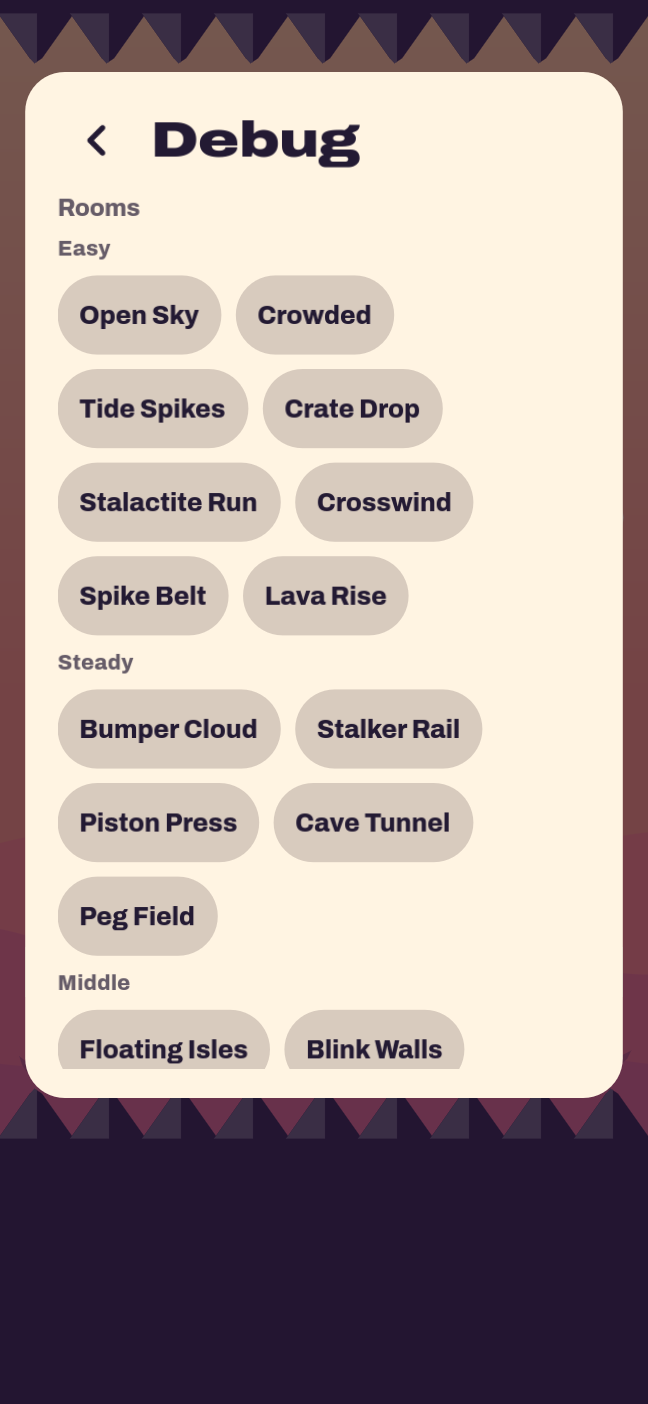 Debug
Rooms
Easy
Open Sky Crowded
Tide Spikes Crate Drop
Stalactite Run Crosswind
Spike Belt Lava Rise
Steady
Bumper Cloud Stalker Rail
Piston Press Cave Tunnel
Peg Field
Middle
Floating Isles Blink Walls